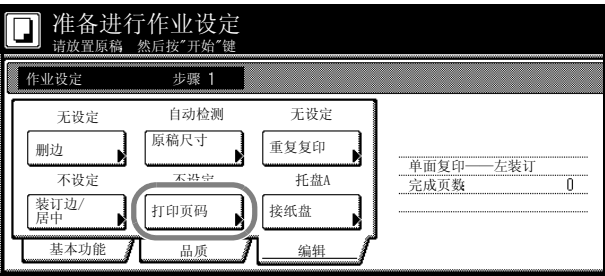 准备进行作业设定
请放置原稿 然后按"开始"键
作业设定 步骤 1
无设定 自动检测 无设定
删边 原稿尺寸 重复复印
不设定 不设定 托盘A
装订边/
居中
打印页码 接纸盘
单面复印——左装订
完成页数 0
基本功能 品质 编辑